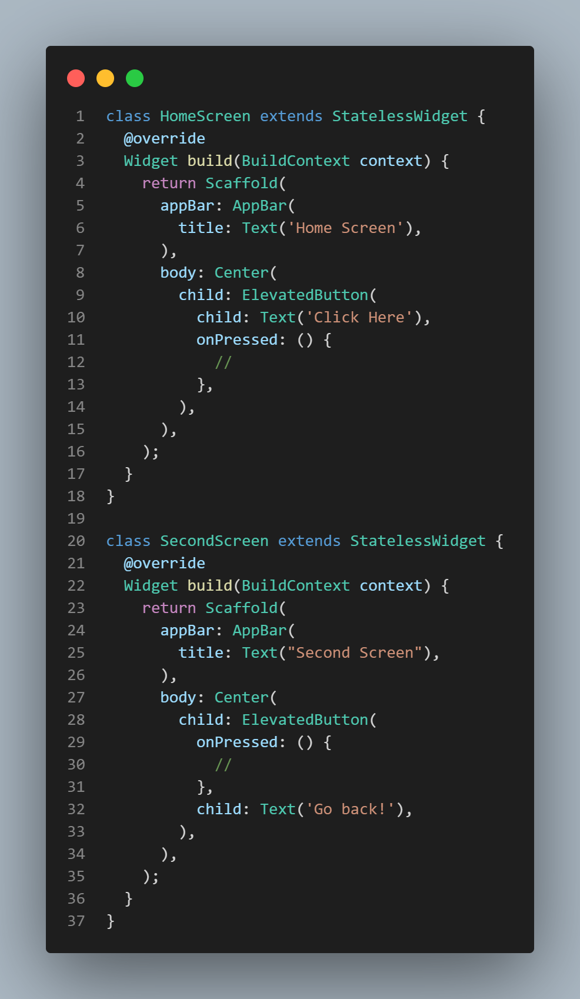 1 class HomeScreen extends StatelessWidget {
2   @override
3   Widget build(BuildContext context) {
4     return Scaffold(
5       appBar: AppBar(
6         title: Text('Home Screen'),
7       ),
8       body: Center(
9         child: ElevatedButton(
10           child: Text('Click Here'),
11           onPressed: () {
12             //
13           },
14         ),
15       ),
16     );
17   }
18 }
19
20 class SecondScreen extends StatelessWidget {
21   @override
22   Widget build(BuildContext context) {
23     return Scaffold(
24       appBar: AppBar(
25         title: Text("Second Screen"),
26       ),
27       body: Center(
28         child: ElevatedButton(
29           onPressed: () {
30             //
31           },
32           child: Text('Go back!'),
33         ),
34       ),
35     );
36   }
37 }